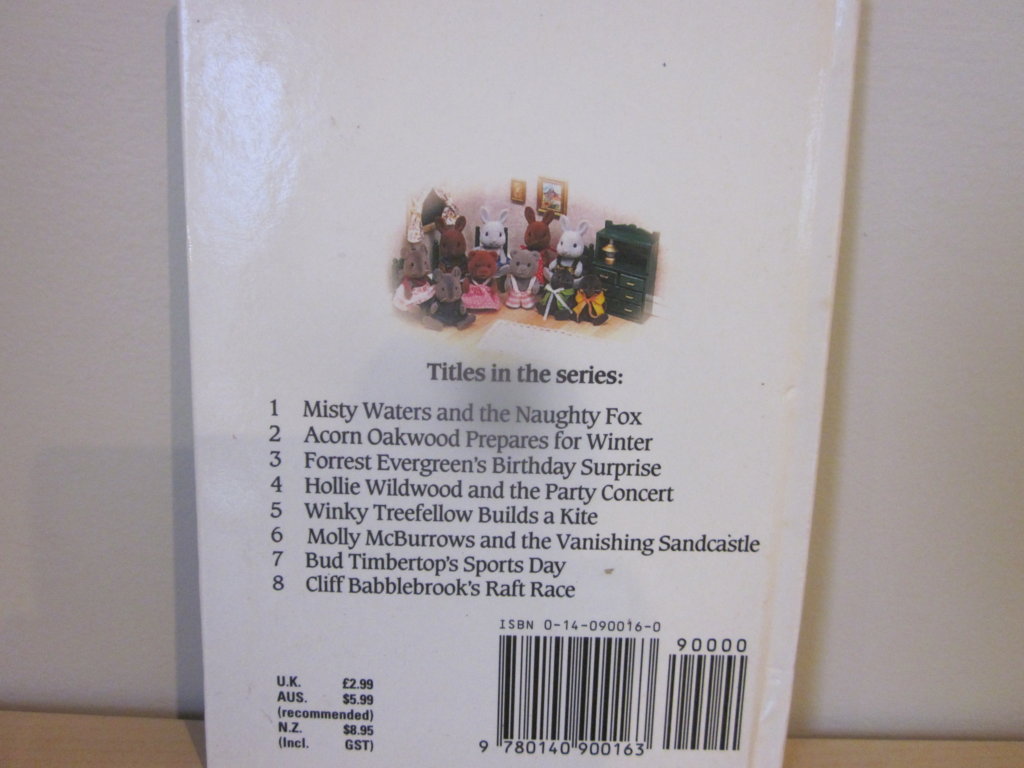 Titles in the series:
1 Misty Waters and the Naughty Fox
2 Acorn Oakwood Prepares for Winter
3 Forrest Evergreen's Birthday Surprise
4 Hollie Wildwood and the Party Concert
5 Winky Treefellow Builds a Kite
6 Molly McBurrows and the Vanishing Sandcastle
7 Bud Timbertop's Sports Day
8 Cliff Babblebrook's Raft Race
ISBN 0-14-090016-0
90000
U.K. £2.99
AUS. $5.99
(recommended)
N.Z. $8.95
(Incl. GST)
9 780140 900163